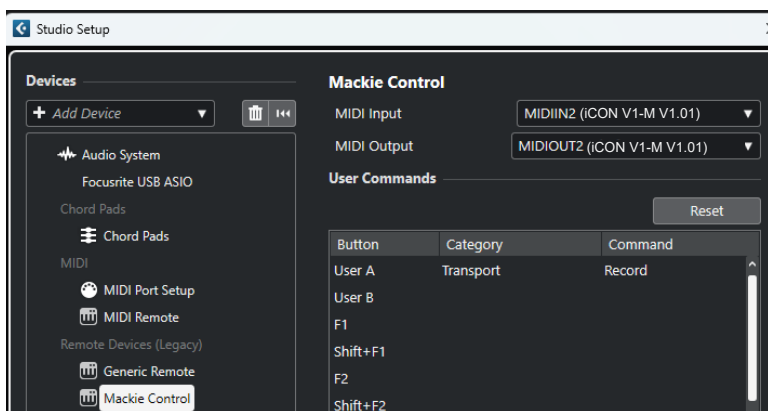 Studio Setup
Devices
Mackie Control
+ Add Device
MIDI Input MIDIIN2 (iCON V1-M V1.01)
MIDI Output MIDIOUT2 (iCON V1-M V1.01)
Audio System
Focusrite USB ASIO
User Commands
Chord Pads
Reset
Chord Pads
Button Category Command
MIDI
User A Transport Record
MIDI Port Setup
User B
MIDI Remote
F1
Remote Devices (Legacy)
Shift+F1
Generic Remote
F2
Mackie Control
Shift+F2